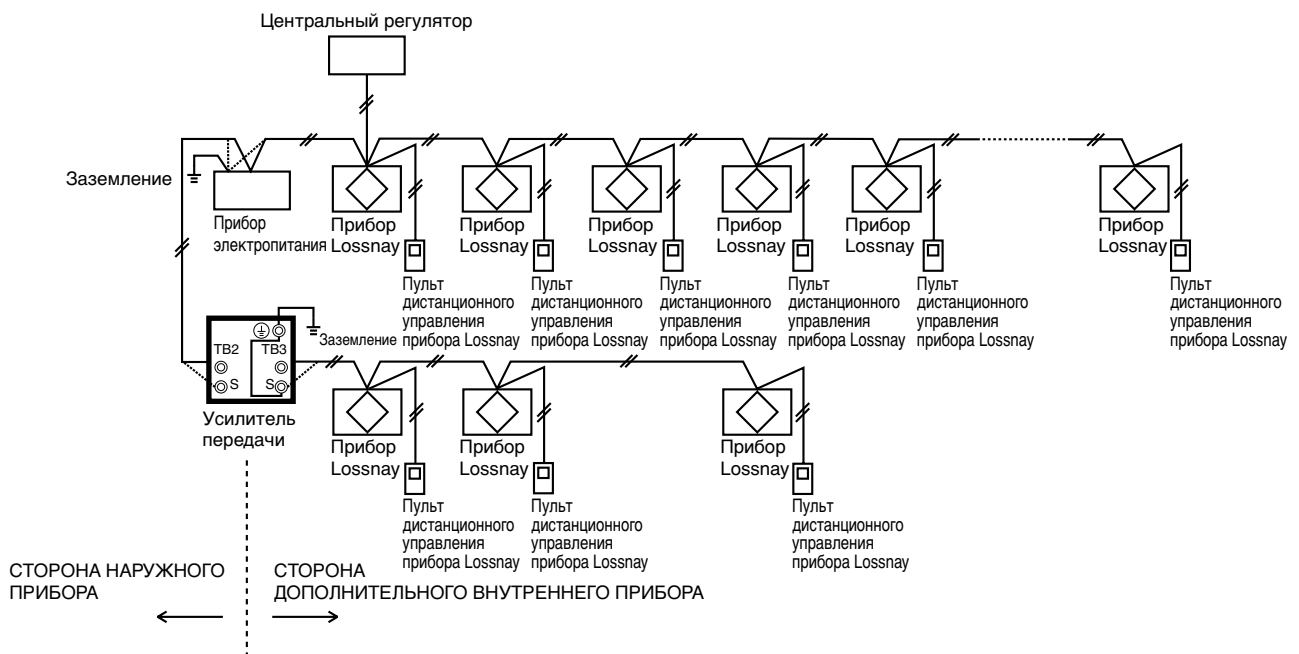 Центральный регулятор
Заземление
Прибор
электропитания
Прибор
Lossnay
Прибор
Lossnay
Прибор
Lossnay
Прибор
Lossnay
Прибор
Lossnay
Прибор
Lossnay
Пульт
дистанционного
управления
прибора Lossnay
Пульт
дистанционного
управления
прибора Lossnay
Пульт
дистанционного
управления
прибора Lossnay
Пульт
дистанционного
управления
прибора Lossnay
Пульт
дистанционного
управления
прибора Lossnay
Пульт
дистанционного
управления
прибора Lossnay
Заземление
TB2 TB3
S S
Усилитель
передачи
Прибор
Lossnay
Прибор
Lossnay
Прибор
Lossnay
Пульт
дистанционного
управления
прибора Lossnay
Пульт
дистанционного
управления
прибора Lossnay
Пульт
дистанционного
управления
прибора Lossnay
СТОРОНА НАРУЖНОГО
ПРИБОРА
СТОРОНА
ДОПОЛНИТЕЛЬНОГО ВНУТРЕННЕГО ПРИБОРА